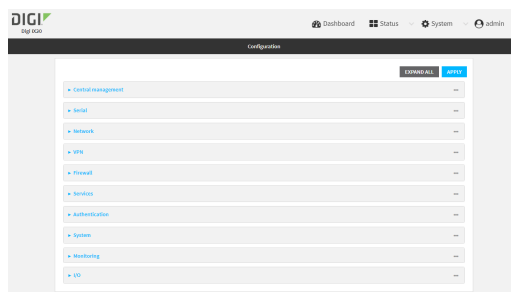 DIGI
Digi IX20
Dashboard
Status
System
admin
Configuration
EXPAND ALL
APPLY
Central management
Serial
Network
VPN
Firewall
Services
Authentication
System
Monitoring
I/O